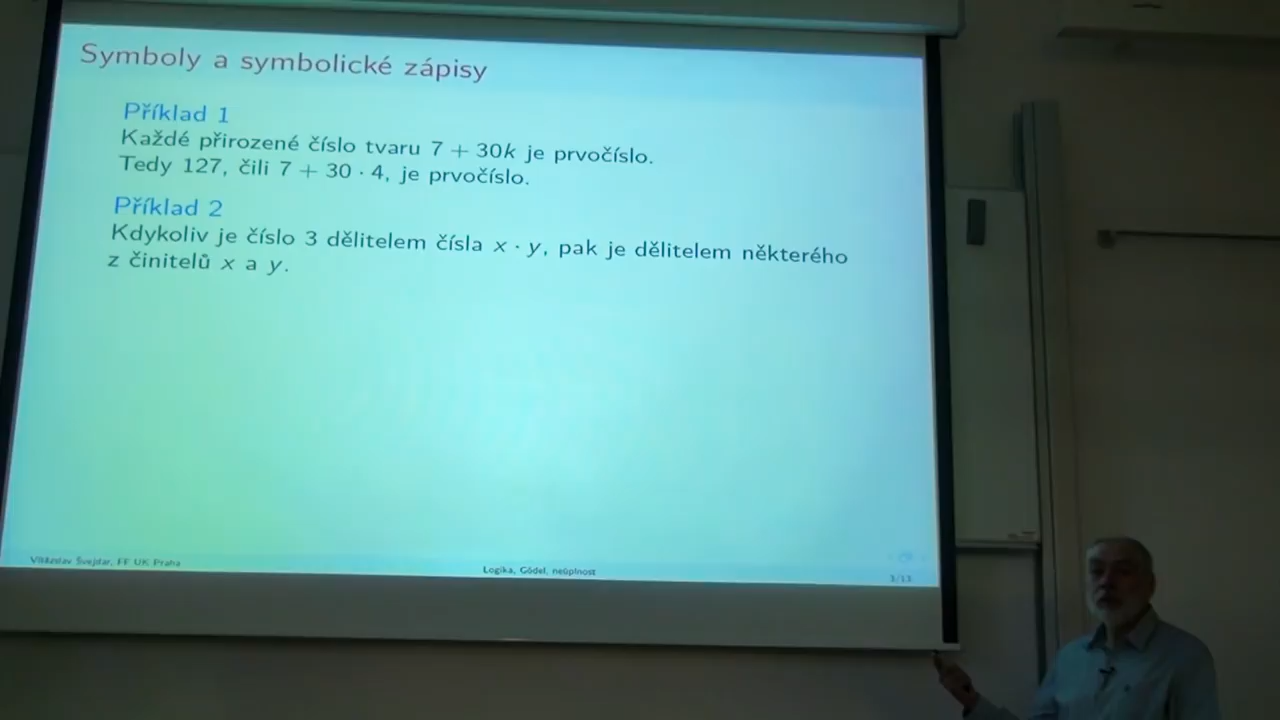 Symboly a symbolické zápisy
Příklad 1
Každé přirozené číslo tvaru 7 + 30k je prvočíslo.
Tedy 127, čili 7 + 30 · 4, je prvočíslo.
Příklad 2
Kdykoliv je číslo 3 dělitelem čísla x · y, pak je dělitelem některého
z činitelů x a y.
Vítězslav Švejdar, FF UK Praha
Logika, Gödel, neúplnost
3/13